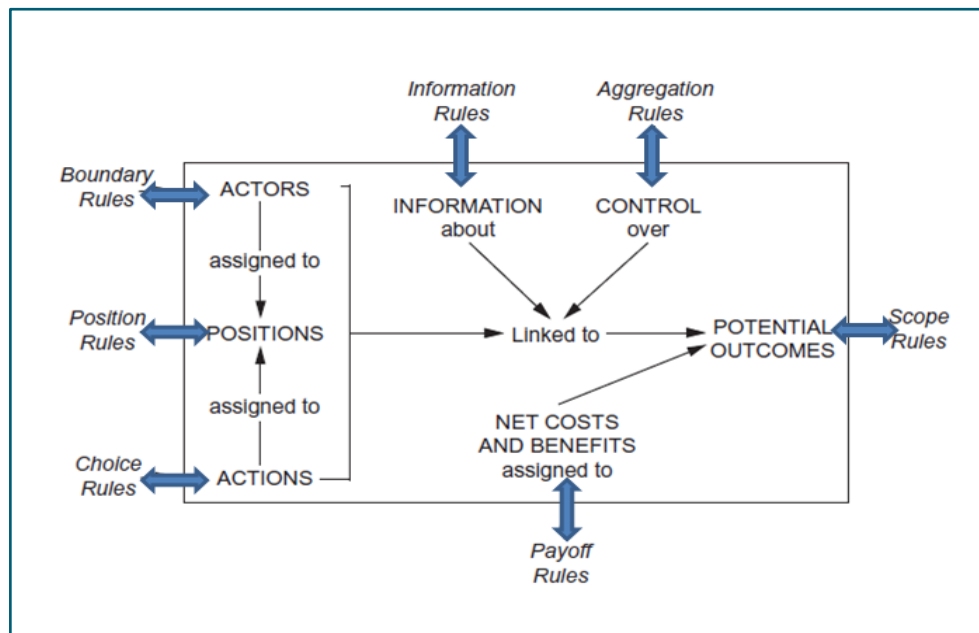 Information
Rules
Aggregation
Rules
Boundary
Rules
ACTORS
INFORMATION
about
CONTROL
over
assigned to
Position
Rules
POSITIONS
Linked to
POTENTIAL
OUTCOMES
Scope
Rules
assigned to
NET COSTS
AND BENEFITS
assigned to
Choice
Rules
ACTIONS
Payoff
Rules